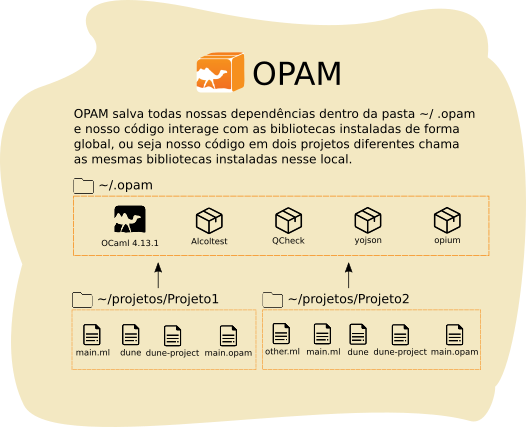 OPAM
OPAM salva todas nossas dependências dentro da pasta ~/ .opam
e nosso código interage com as bibliotecas instaladas de forma
global, ou seja nosso código em dois projetos diferentes chama
as mesmas bibliotecas instaladas nesse local.
~/.opam
OCaml 4.13.1 Alcoltest QCheck yojson opium
~/projetos/Projeto1 ~/projetos/Projeto2
main.ml dune dune-project main.opam other.ml main.ml dune dune-project main.opam